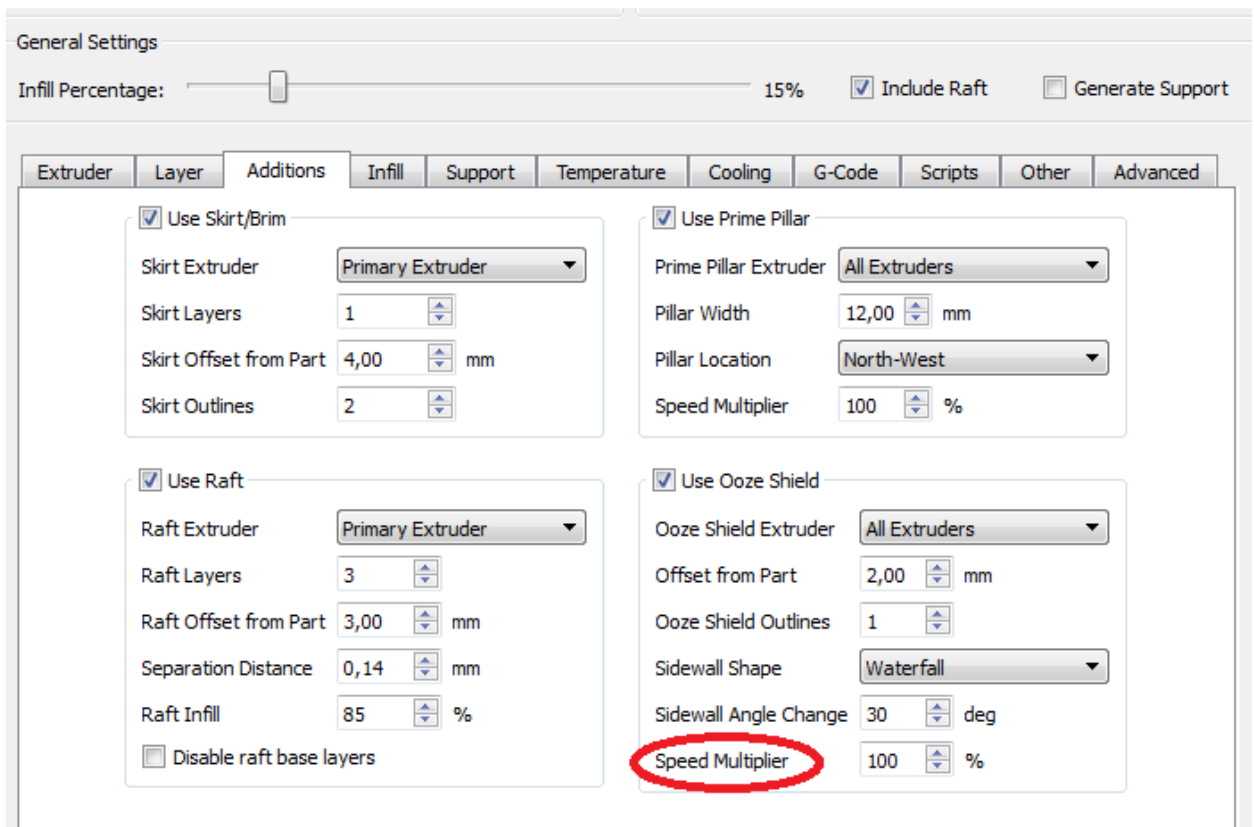 General Settings
Infill Percentage: 15% Include Raft Generate Support
Extruder Layer Additions Infill Support Temperature Cooling G-Code Scripts Other Advanced
Use Skirt/Brim
Skirt Extruder Primary Extruder
Skirt Layers 1
Skirt Offset from Part 4,00 mm
Skirt Outlines 2
Use Prime Pillar
Prime Pillar Extruder All Extruders
Pillar Width 12,00 mm
Pillar Location North-West
Speed Multiplier 100 %
Use Raft
Raft Extruder Primary Extruder
Raft Layers 3
Raft Offset from Part 3,00 mm
Separation Distance 0,14 mm
Raft Infill 85 %
Disable raft base layers
Use Ooze Shield
Ooze Shield Extruder All Extruders
Offset from Part 2,00 mm
Ooze Shield Outlines 1
Sidewall Shape Waterfall
Sidewall Angle Change 30 deg
Speed Multiplier 100 %